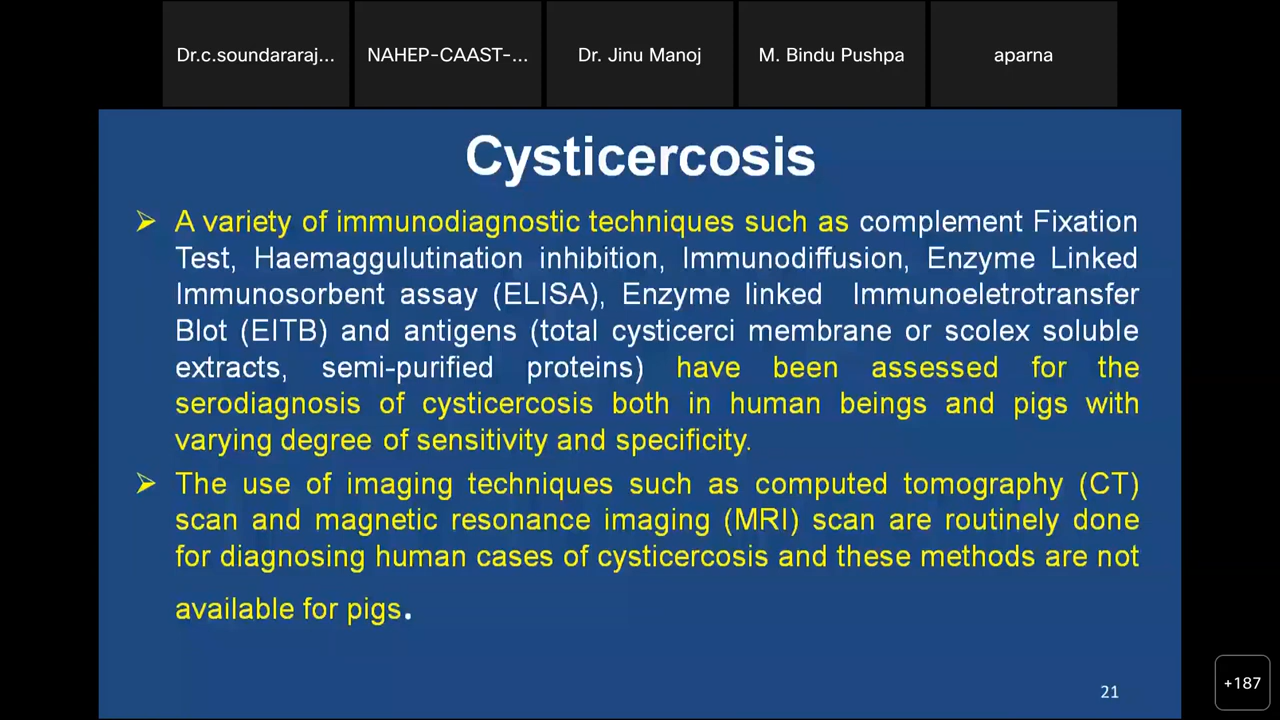 Dr.c.soundararaj...
NAHEP-CAAST-...
Dr. Jinu Manoj
M. Bindu Pushpa
aparna
Cysticercosis
➢ A variety of immunodiagnostic techniques such as complement Fixation
Test, Haemaggulutination inhibition, Immunodiffusion, Enzyme Linked
Immunosorbent assay (ELISA), Enzyme linked Immunoeletrotransfer
Blot (EITB) and antigens (total cysticerci membrane or scolex soluble
extracts, semi-purified proteins) have been assessed for the
serodiagnosis of cysticercosis both in human beings and pigs with
varying degree of sensitivity and specificity.
➢ The use of imaging techniques such as computed tomography (CT)
scan and magnetic resonance imaging (MRI) scan are routinely done
for diagnosing human cases of cysticercosis and these methods are not
available for pigs.
21
+187